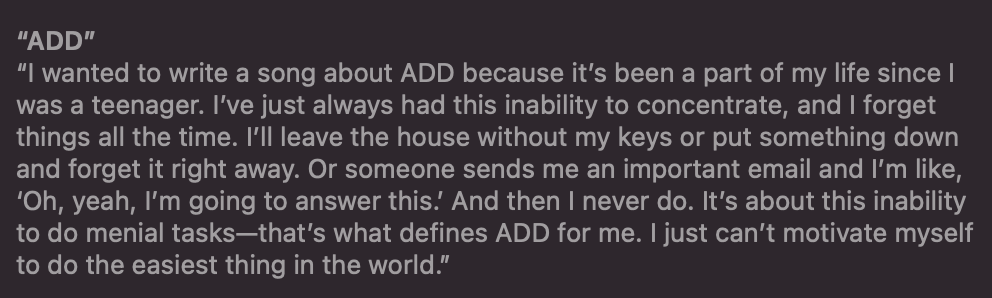 “ADD”
“I wanted to write a song about ADD because it’s been a part of my life since I
was a teenager. I’ve just always had this inability to concentrate, and I forget
things all the time. I’ll leave the house without my keys or put something down
and forget it right away. Or someone sends me an important email and I’m like,
‘Oh, yeah, I’m going to answer this.’ And then I never do. It’s about this inability
to do menial tasks—that’s what defines ADD for me. I just can’t motivate myself
to do the easiest thing in the world.”